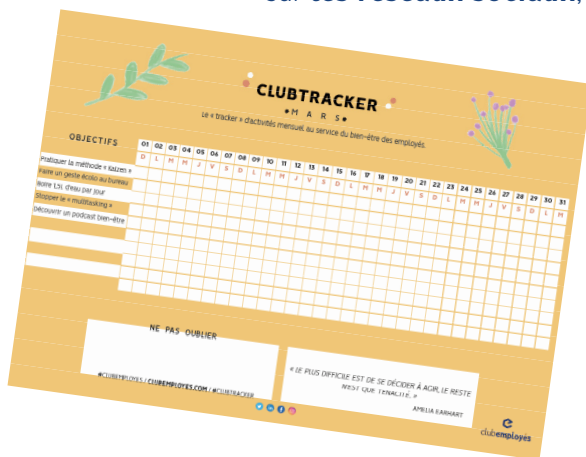 les réseaux sociaux,
CLUBTRACKER
•MARS•
Le « tracker » d'activités mensuel au service du bien-être des employés.
OBJECTIFS
01 02 03 04 05 06 07 08 09 10 11 12 13 14 15 16 17 18 19 20 21 22 23 24 25 26 27 28 29 30 31
D L M M J V S D L M M J V S D L M M J V S D L M M J V S D L M
Pratiquer la méthode « Kaizen »
Faire un geste écolo au bureau
Boire 1,5L d'eau par jour
Stopper le « multitasking »
Découvrir un podcast bien-être
NE PAS OUBLIER
#CLUBEMPLOYES / CLUBEMPLOYES.COM / #CLUBTRACKER
« LE PLUS DIFFICILE EST DE SE DÉCIDER À AGIR, LE RESTE
N'EST QUE TENACITÉ. »
AMELIA EARHART
clubemployés